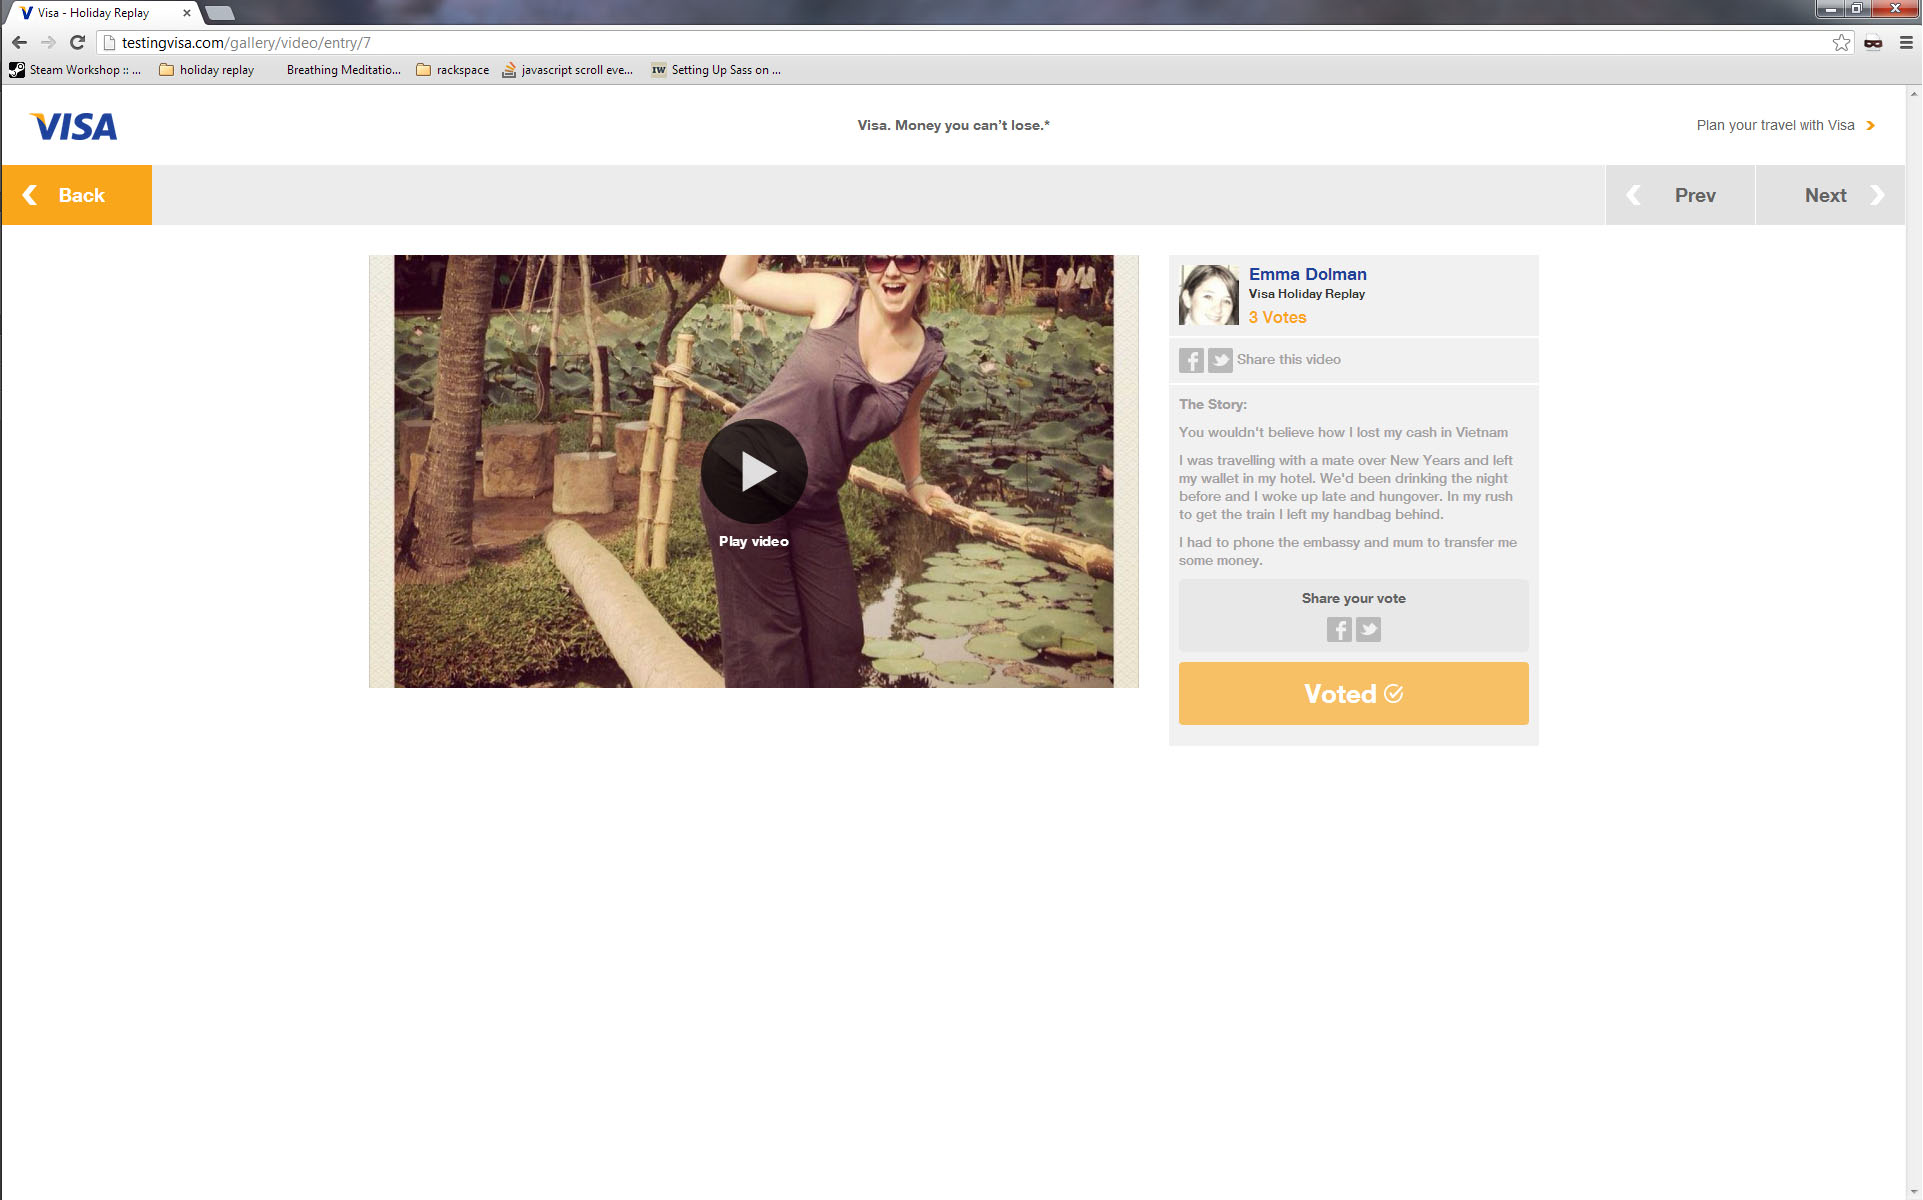 Visa - Holiday Replay
testingvisa.com/gallery/video/entry/7
Steam Workshop :: ... holiday replay Breathing Meditatio... rackspace javascript scroll eve... IW Setting Up Sass on ...
VISA Visa. Money you can’t lose.* Plan your travel with Visa
Back Prev Next
Play video
Emma Dolman
Visa Holiday Replay
3 Votes
Share this video
The Story:
You wouldn't believe how I lost my cash in Vietnam
I was travelling with a mate over New Years and left
my wallet in my hotel. We'd been drinking the night
before and I woke up late and hungover. In my rush
to get the train I left my handbag behind.
I had to phone the embassy and mum to transfer me
some money.
Share your vote
Voted